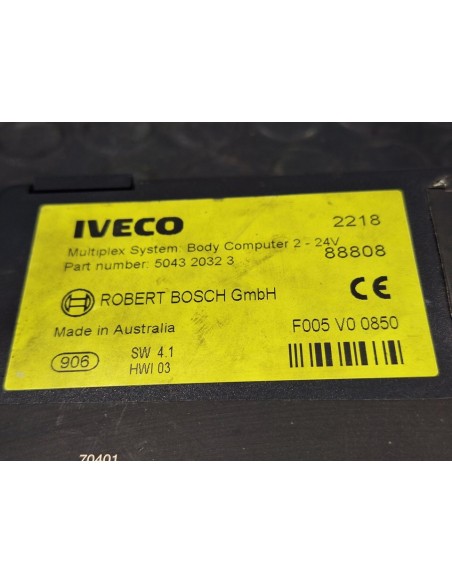 IVECO 2218
Multiplex System: Body Computer 2 - 24V 88808
Part number: 5043 2032 3
ROBERT BOSCH GmbH CE
Made in Australia F005 V0 0850
906 SW 4.1
HWI 03
70401